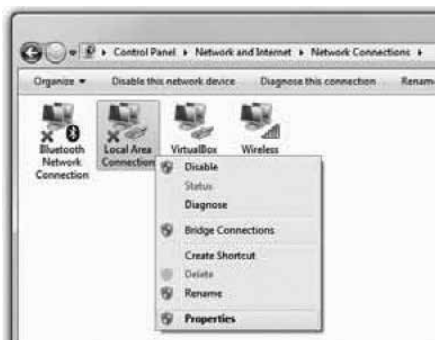 Control Panel ▸ Network and Internet ▸ Network Connections ▸
Organize ▾ Disable this network device Diagnose this connection Renam
Bluetooth Network Connection
Local Area Connection
VirtualBox
Wireless
Disable
Status
Diagnose
Bridge Connections
Create Shortcut
Delete
Rename
Properties